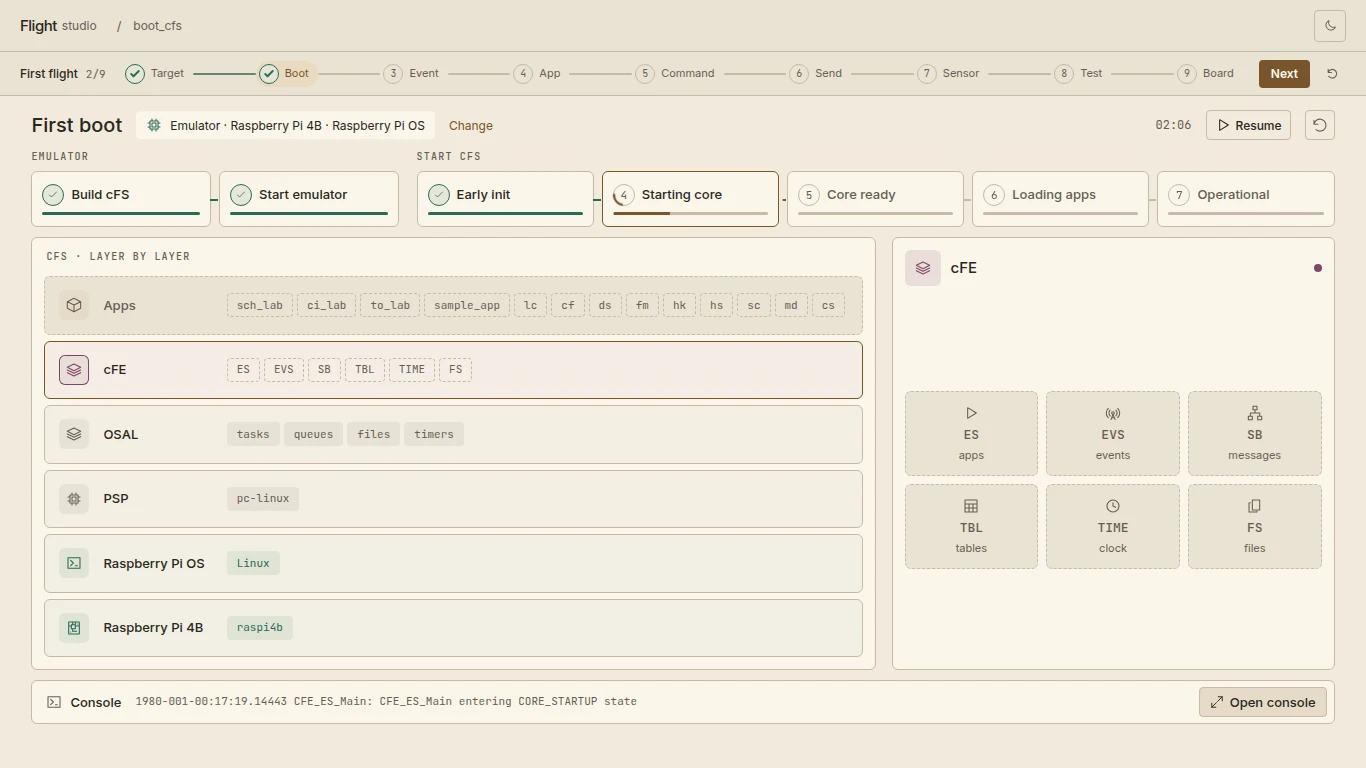 Flight studio / boot_cfs
First flight 2/9 Target Boot 3 Event 4 App 5 Command 6 Send 7 Sensor 8 Test 9 Board Next
First boot Emulator · Raspberry Pi 4B · Raspberry Pi OS Change 02:06 Resume
EMULATOR START CFS
Build cFS Start emulator Early init 4 Starting core 5 Core ready 6 Loading apps 7 Operational
CFS · LAYER BY LAYER
Apps sch_lab ci_lab to_lab sample_app lc cf ds fm hk hs sc md cs
cFE ES EVS SB TBL TIME FS
OSAL tasks queues files timers
PSP pc-linux
Raspberry Pi OS Linux
Raspberry Pi 4B raspi4b
cFE
ES EVS SB
apps events messages
TBL TIME FS
tables clock files
Console 1980-001-00:17:19.14443 CFE_ES_Main: CFE_ES_Main entering CORE_STARTUP state Open console